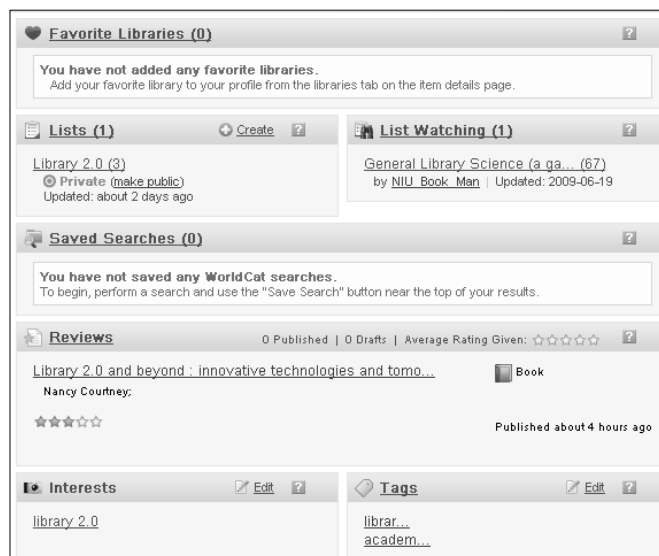 Favorite Libraries (0) ?
You have not added any favorite libraries.
Add your favorite library to your profile from the libraries tab on the item details page.
Lists (1) Create ?
Library 2.0 (3)
Private (make public)
Updated: about 2 days ago
List Watching (1) ?
General Library Science (a ga... (67)
by NIU_Book_Man | Updated: 2009-06-19
Saved Searches (0) ?
You have not saved any WorldCat searches.
To begin, perform a search and use the "Save Search" button near the top of your results.
Reviews 0 Published | 0 Drafts | Average Rating Given: ?
Library 2.0 and beyond : innovative technologies and tomo... Book
Nancy Courtney;
Published about 4 hours ago
Interests Edit ?
library 2.0
Tags Edit ?
librar...
academ...